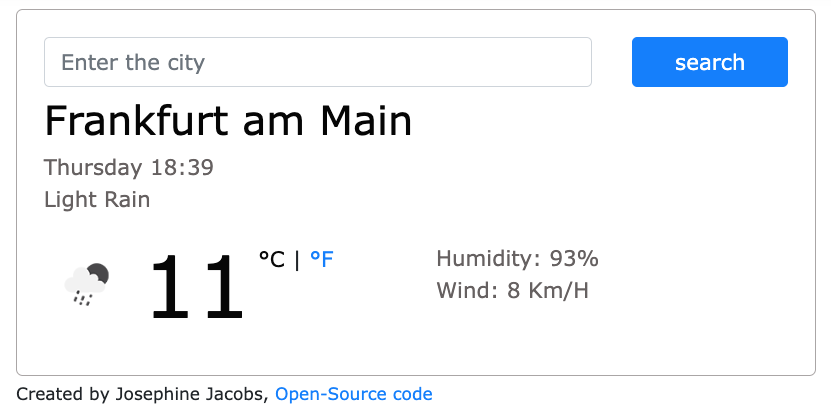 Enter the city
search
Frankfurt am Main
Thursday 18:39
Light Rain
11 °C | °F
Humidity: 93%
Wind: 8 Km/H
Created by Josephine Jacobs, Open-Source code